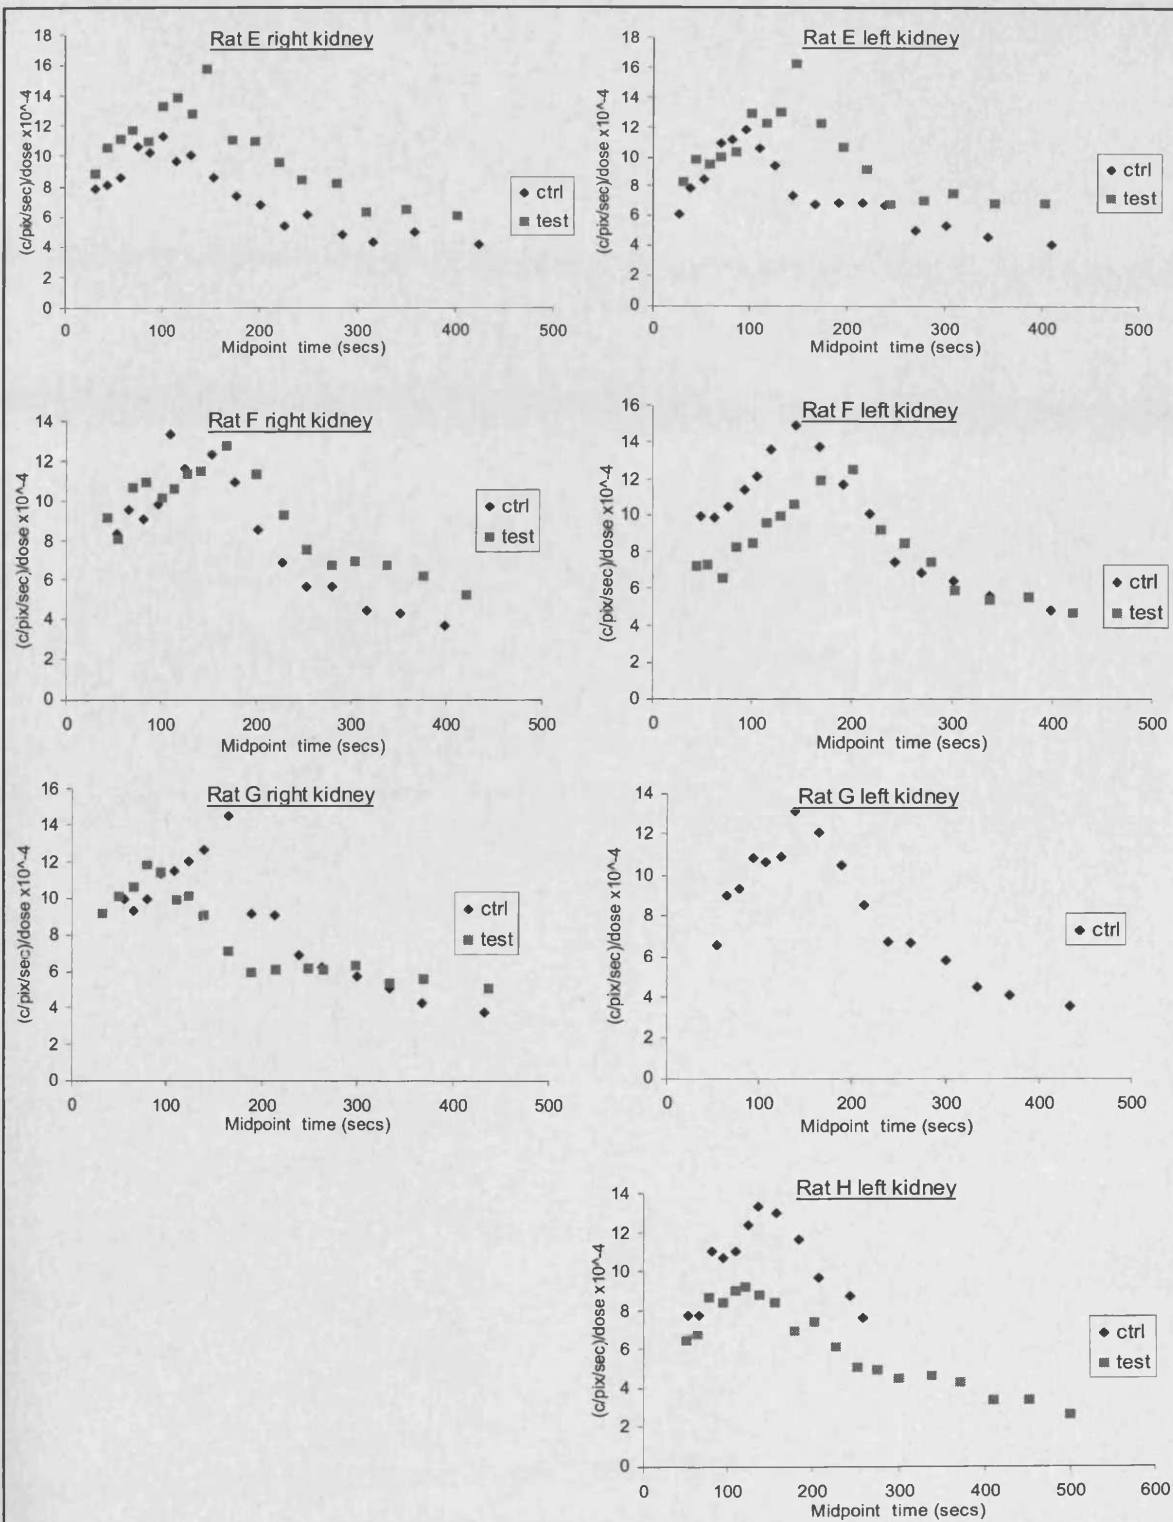 Rat E right kidney
18
16
14
12
10
8
6
4
2
0
(c/pix/sec)/dose x10^-4
0 100 200 300 400 500
Midpoint time (secs)
ctrl
test
Rat E left kidney
18
16
14
12
10
8
6
4
2
0
(c/pix/sec)/dose x10^-4
0 100 200 300 400 500
Midpoint time (secs)
ctrl
test
Rat F right kidney
14
12
10
8
6
4
2
0
(c/pix/sec)/dose x10^-4
0 100 200 300 400 500
Midpoint time (secs)
ctrl
test
Rat F left kidney
16
14
12
10
8
6
4
2
0
(c/pix/sec)/dose x10^-4
0 100 200 300 400 500
Midpoint time (secs)
ctrl
test
Rat G right kidney
16
14
12
10
8
6
4
2
0
(c/pix/sec)/dose x10^-4
0 100 200 300 400 500
Midpoint time (secs)
ctrl
test
Rat G left kidney
14
12
10
8
6
4
2
0
(c/pix/sec)/dose x10^-4
0 100 200 300 400 500
Midpoint time (secs)
ctrl
Rat H left kidney
14
12
10
8
6
4
2
0
(c/pix/sec)/dose x10^-4
0 100 200 300 400 500 600
Midpoint time (secs)
ctrl
test